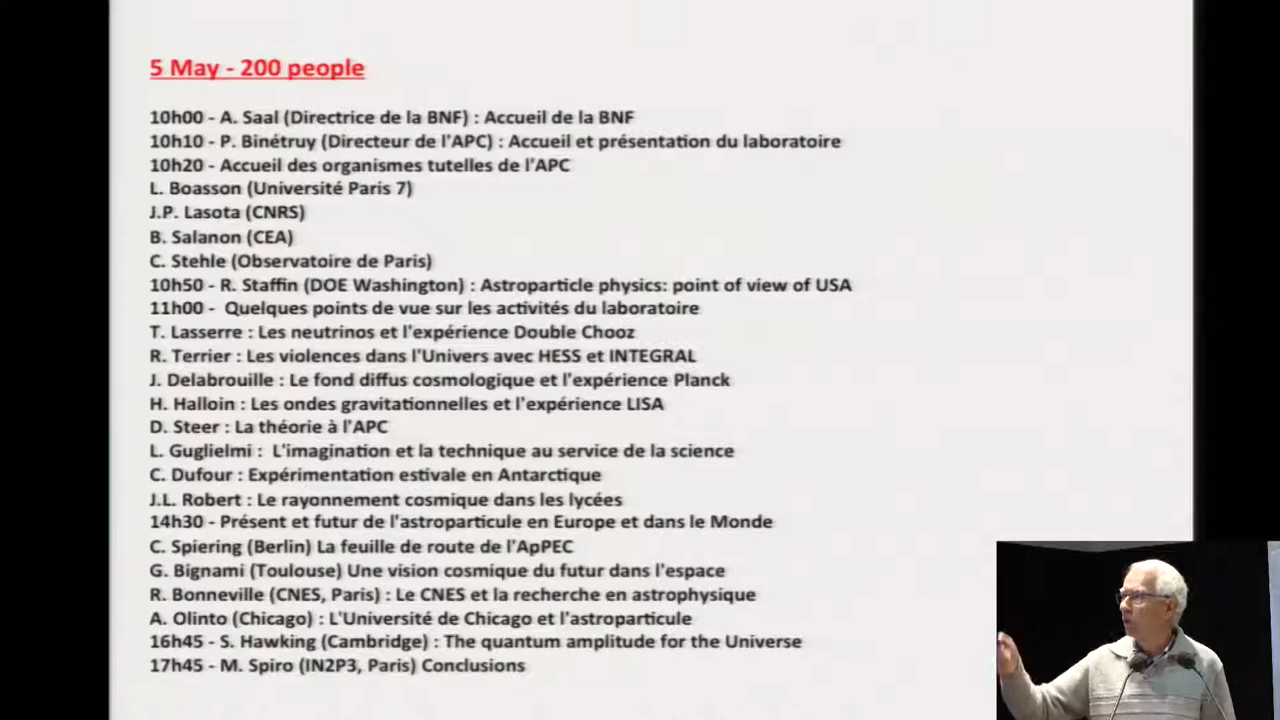 5 May - 200 people
10h00 - A. Saal (Directrice de la BNF) : Accueil de la BNF
10h10 - P. Binétruy (Directeur de l'APC) : Accueil et présentation du laboratoire
10h20 - Accueil des organismes tutelles de l'APC
L. Boasson (Université Paris 7)
J.P. Lasota (CNRS)
B. Salanon (CEA)
C. Stehle (Observatoire de Paris)
10h50 - R. Staffin (DOE Washington) : Astroparticle physics: point of view of USA
11h00 - Quelques points de vue sur les activités du laboratoire
T. Lasserre : Les neutrinos et l'expérience Double Chooz
R. Terrier : Les violences dans l'Univers avec HESS et INTEGRAL
J. Delabrouille : Le fond diffus cosmologique et l'expérience Planck
H. Halloin : Les ondes gravitationnelles et l'expérience LISA
D. Steer : La théorie à l'APC
L. Guglielmi : L'imagination et la technique au service de la science
C. Dufour : Expérimentation estivale en Antarctique
J.L. Robert : Le rayonnement cosmique dans les lycées
14h30 - Présent et futur de l'astroparticule en Europe et dans le Monde
C. Spiering (Berlin) La feuille de route de l'ApPEC
G. Bignami (Toulouse) Une vision cosmique du futur dans l'espace
R. Bonneville (CNES, Paris) : Le CNES et la recherche en astrophysique
A. Olinto (Chicago) : L'Université de Chicago et l'astroparticule
16h45 - S. Hawking (Cambridge) : The quantum amplitude for the Universe
17h45 - M. Spiro (IN2P3, Paris) Conclusions